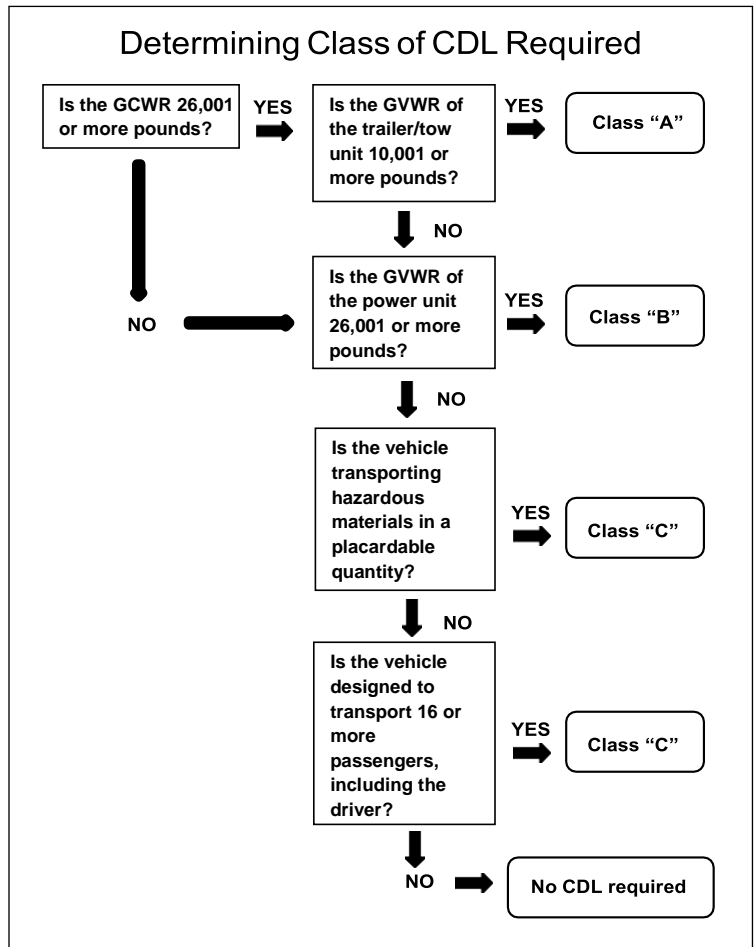 Determining Class of CDL Required
Is the GCWR 26,001
or more pounds?
YES
Is the GVWR of
the trailer/tow
unit 10,001 or
more pounds?
YES
Class “A”
NO
NO
Is the GVWR of
the power unit
26,001 or more
pounds?
YES
Class “B”
NO
Is the vehicle
transporting
hazardous
materials in a
placardable
quantity?
YES
Class “C”
NO
Is the vehicle
designed to
transport 16 or
more
passengers,
including the
driver?
YES
Class “C”
NO
No CDL required